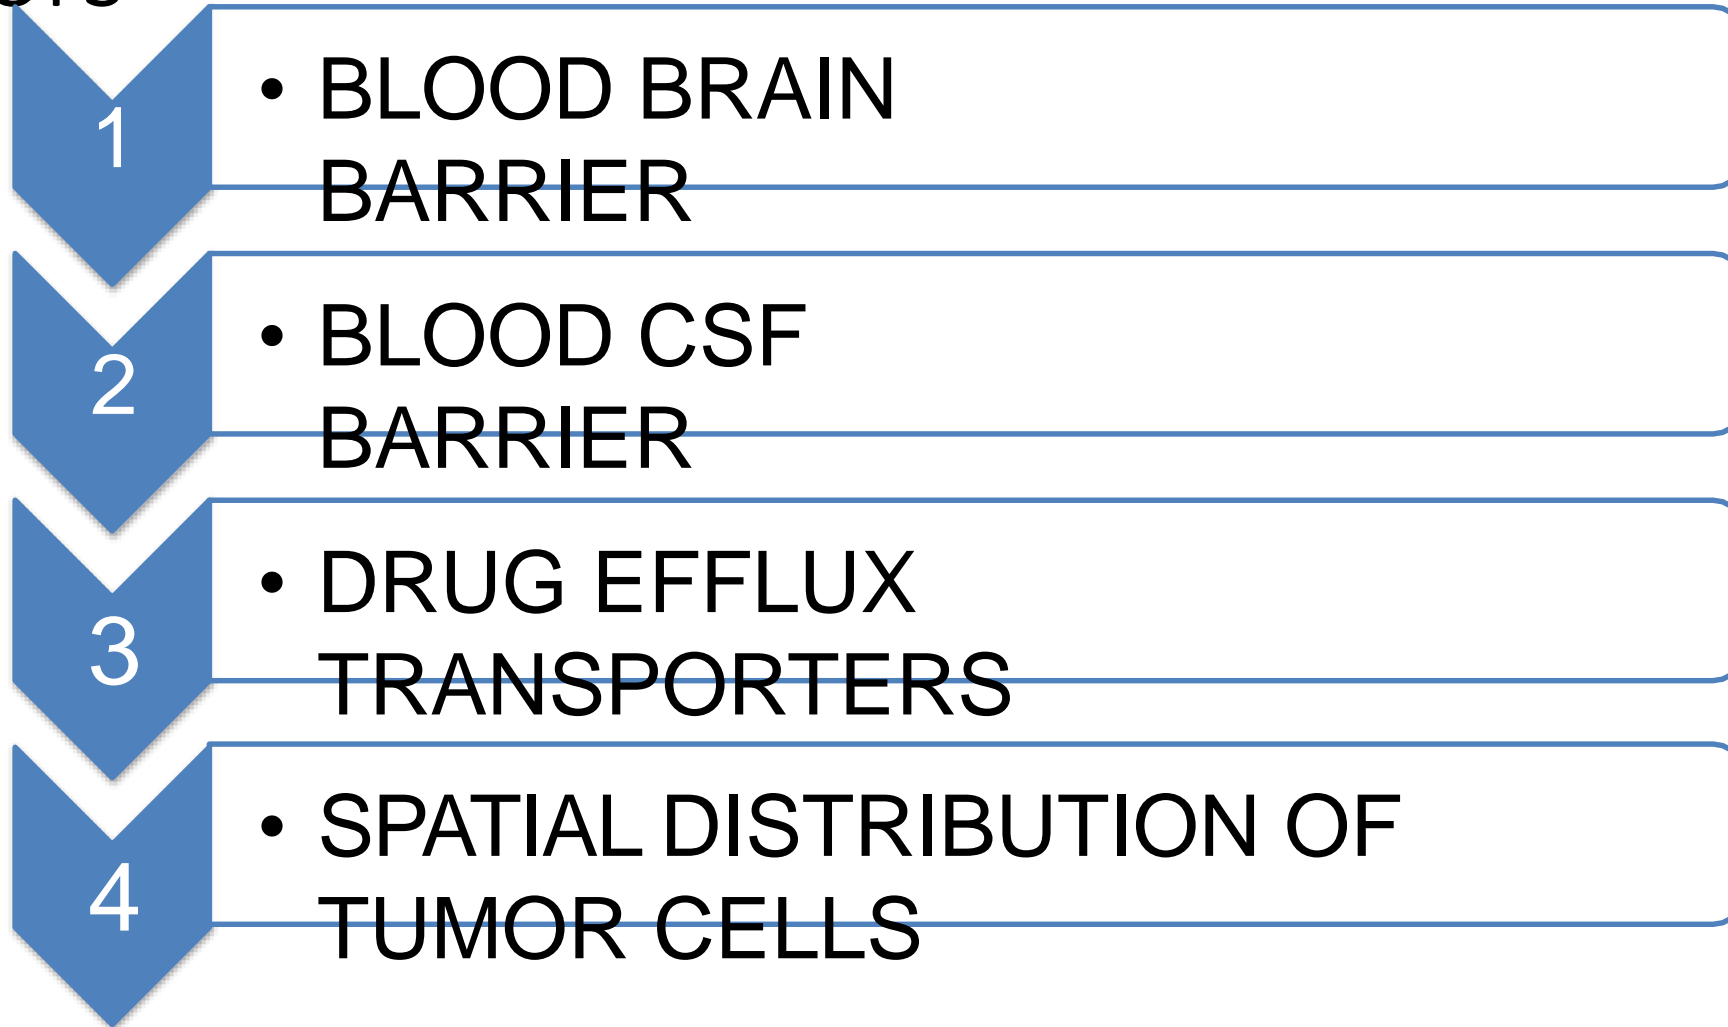 1
• BLOOD BRAIN
BARRIER
2
• BLOOD CSF
BARRIER
3
• DRUG EFFLUX
TRANSPORTERS
4
• SPATIAL DISTRIBUTION OF
TUMOR CELLS